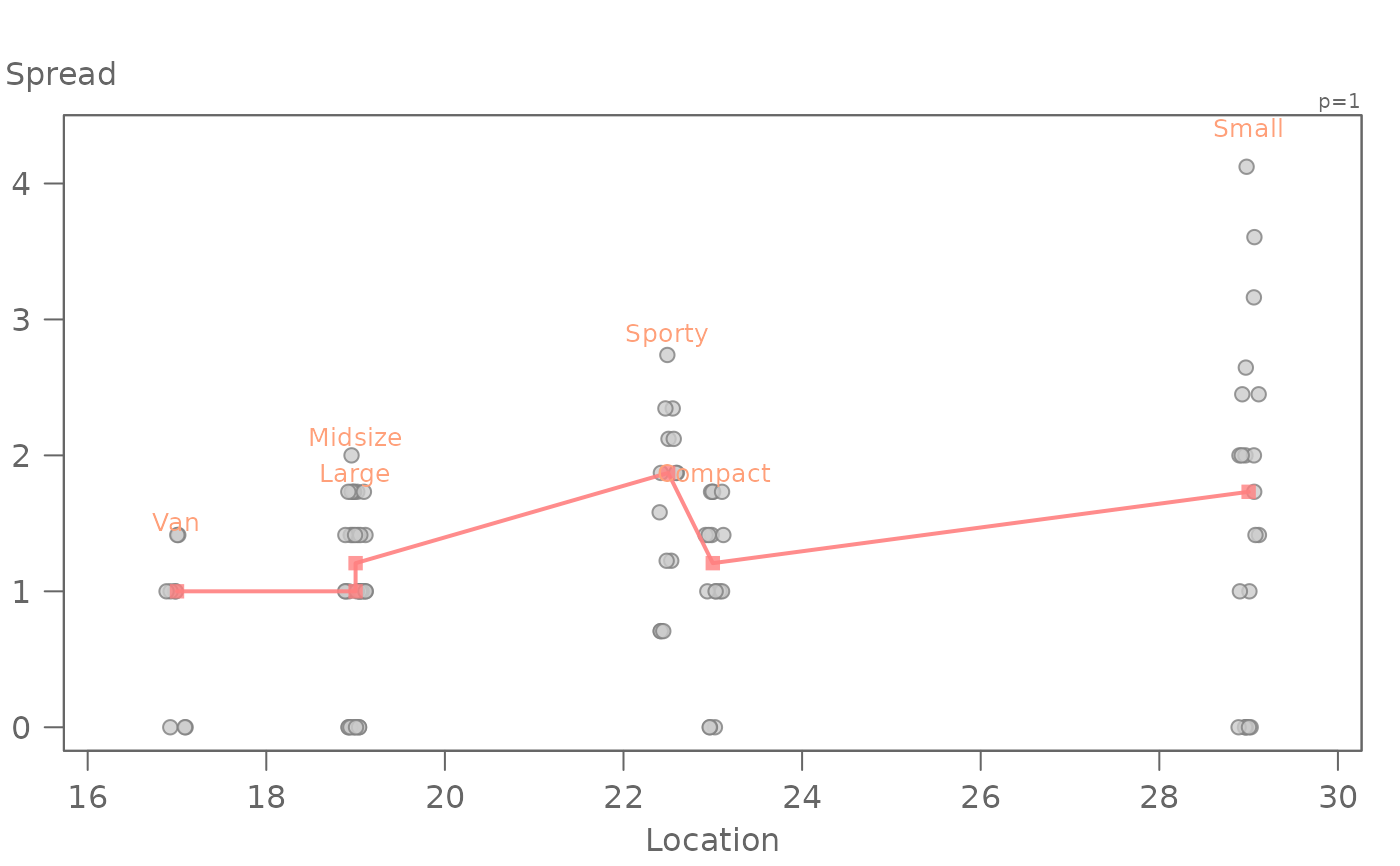 Spread
p=1
Small
4
3
Sporty
Midsize
2
Large
Compact
Van
1
0
16 18 20 22 24 26 28 30
Location